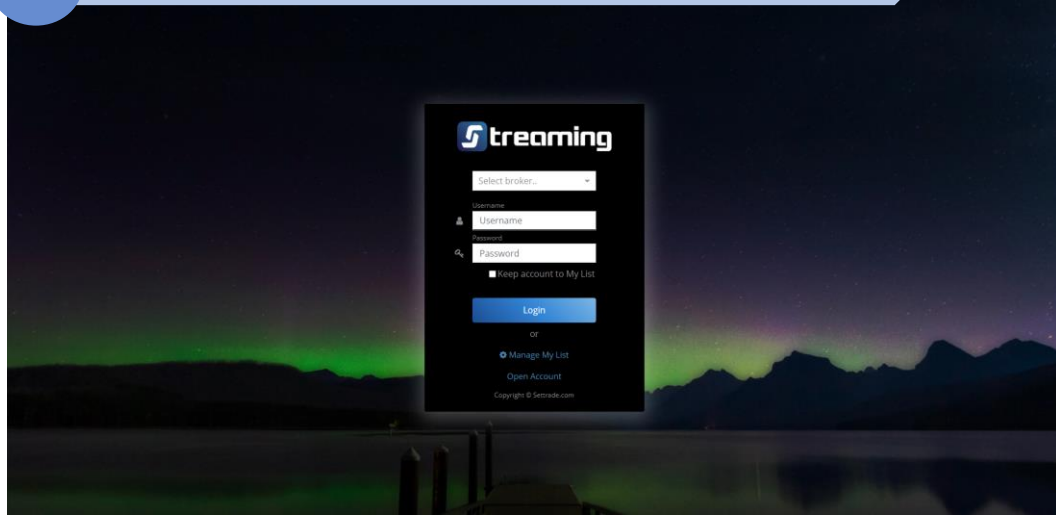 Streaming
Select broker..
Username
Username
Password
Password
Keep account to My List
Login
or
Manage My List
Open Account
Copyright © Settrade.com